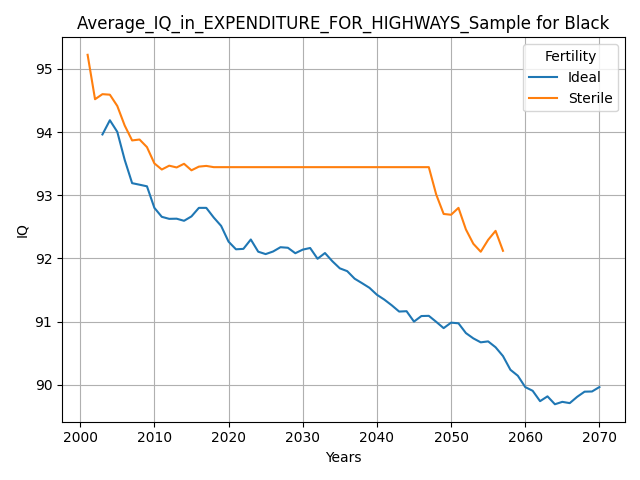 Average_IQ_in_EXPENDITURE_FOR_HIGHWAYS_Sample for Black
Fertility
Ideal
Sterile
95
94
93
92
91
90
IQ
2000 2010 2020 2030 2040 2050 2060 2070
Years